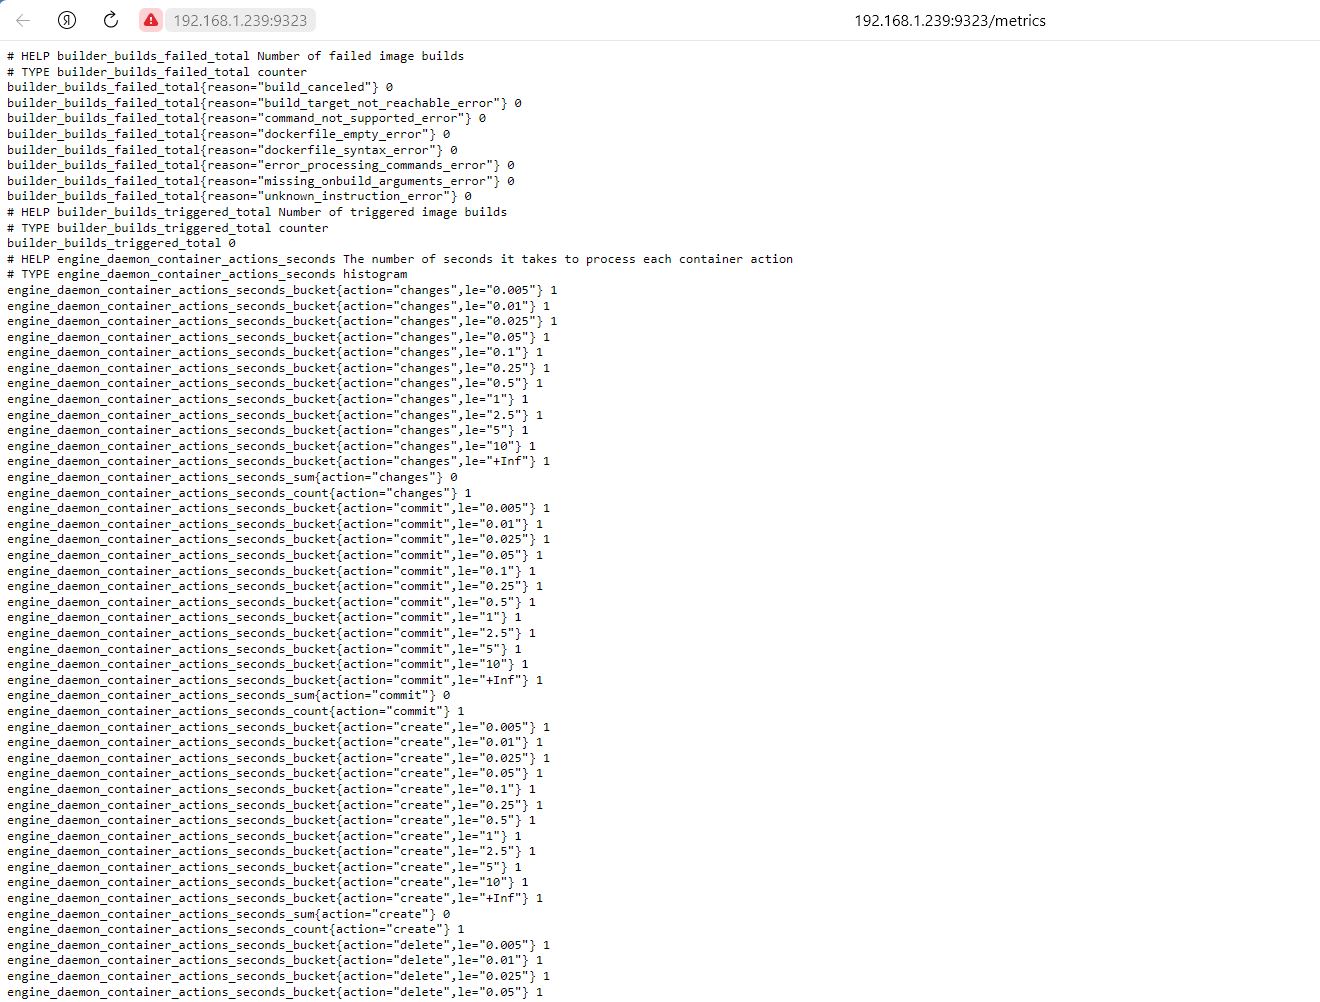 Я 192.168.1.239:9323 192.168.1.239:9323/metrics
# HELP builder_builds_failed_total Number of failed image builds
# TYPE builder_builds_failed_total counter
builder_builds_failed_total{reason="build_canceled"} 0
builder_builds_failed_total{reason="build_target_not_reachable_error"} 0
builder_builds_failed_total{reason="command_not_supported_error"} 0
builder_builds_failed_total{reason="dockerfile_empty_error"} 0
builder_builds_failed_total{reason="dockerfile_syntax_error"} 0
builder_builds_failed_total{reason="error_processing_commands_error"} 0
builder_builds_failed_total{reason="missing_onbuild_arguments_error"} 0
builder_builds_failed_total{reason="unknown_instruction_error"} 0
# HELP builder_builds_triggered_total Number of triggered image builds
# TYPE builder_builds_triggered_total counter
builder_builds_triggered_total 0
# HELP engine_daemon_container_actions_seconds The number of seconds it takes to process each container action
# TYPE engine_daemon_container_actions_seconds histogram
engine_daemon_container_actions_seconds_bucket{action="changes",le="0.005"} 1
engine_daemon_container_actions_seconds_bucket{action="changes",le="0.01"} 1
engine_daemon_container_actions_seconds_bucket{action="changes",le="0.025"} 1
engine_daemon_container_actions_seconds_bucket{action="changes",le="0.05"} 1
engine_daemon_container_actions_seconds_bucket{action="changes",le="0.1"} 1
engine_daemon_container_actions_seconds_bucket{action="changes",le="0.25"} 1
engine_daemon_container_actions_seconds_bucket{action="changes",le="0.5"} 1
engine_daemon_container_actions_seconds_bucket{action="changes",le="1"} 1
engine_daemon_container_actions_seconds_bucket{action="changes",le="2.5"} 1
engine_daemon_container_actions_seconds_bucket{action="changes",le="5"} 1
engine_daemon_container_actions_seconds_bucket{action="changes",le="10"} 1
engine_daemon_container_actions_seconds_bucket{action="changes",le="+Inf"} 1
engine_daemon_container_actions_seconds_sum{action="changes"} 0
engine_daemon_container_actions_seconds_count{action="changes"} 1
engine_daemon_container_actions_seconds_bucket{action="commit",le="0.005"} 1
engine_daemon_container_actions_seconds_bucket{action="commit",le="0.01"} 1
engine_daemon_container_actions_seconds_bucket{action="commit",le="0.025"} 1
engine_daemon_container_actions_seconds_bucket{action="commit",le="0.05"} 1
engine_daemon_container_actions_seconds_bucket{action="commit",le="0.1"} 1
engine_daemon_container_actions_seconds_bucket{action="commit",le="0.25"} 1
engine_daemon_container_actions_seconds_bucket{action="commit",le="0.5"} 1
engine_daemon_container_actions_seconds_bucket{action="commit",le="1"} 1
engine_daemon_container_actions_seconds_bucket{action="commit",le="2.5"} 1
engine_daemon_container_actions_seconds_bucket{action="commit",le="5"} 1
engine_daemon_container_actions_seconds_bucket{action="commit",le="10"} 1
engine_daemon_container_actions_seconds_bucket{action="commit",le="+Inf"} 1
engine_daemon_container_actions_seconds_sum{action="commit"} 0
engine_daemon_container_actions_seconds_count{action="commit"} 1
engine_daemon_container_actions_seconds_bucket{action="create",le="0.005"} 1
engine_daemon_container_actions_seconds_bucket{action="create",le="0.01"} 1
engine_daemon_container_actions_seconds_bucket{action="create",le="0.025"} 1
engine_daemon_container_actions_seconds_bucket{action="create",le="0.05"} 1
engine_daemon_container_actions_seconds_bucket{action="create",le="0.1"} 1
engine_daemon_container_actions_seconds_bucket{action="create",le="0.25"} 1
engine_daemon_container_actions_seconds_bucket{action="create",le="0.5"} 1
engine_daemon_container_actions_seconds_bucket{action="create",le="1"} 1
engine_daemon_container_actions_seconds_bucket{action="create",le="2.5"} 1
engine_daemon_container_actions_seconds_bucket{action="create",le="5"} 1
engine_daemon_container_actions_seconds_bucket{action="create",le="10"} 1
engine_daemon_container_actions_seconds_bucket{action="create",le="+Inf"} 1
engine_daemon_container_actions_seconds_sum{action="create"} 0
engine_daemon_container_actions_seconds_count{action="create"} 1
engine_daemon_container_actions_seconds_bucket{action="delete",le="0.005"} 1
engine_daemon_container_actions_seconds_bucket{action="delete",le="0.01"} 1
engine_daemon_container_actions_seconds_bucket{action="delete",le="0.025"} 1
engine_daemon_container_actions_seconds_bucket{action="delete",le="0.05"} 1